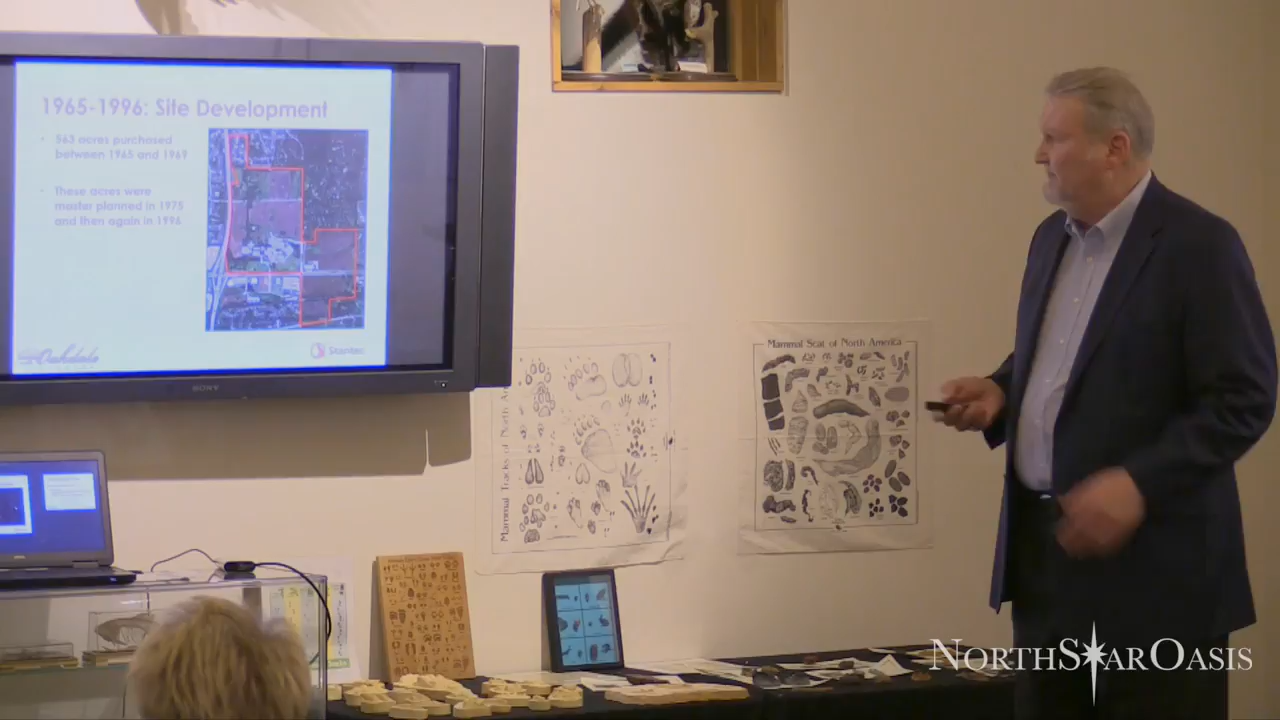 1965-1996: Site Development
• 563 acres purchased
between 1965 and 1969
• These acres were
master planned in 1975
and then again in 1996
Oakdale
Stantec
SONY
Mammal Tracks of North A
Mammal Scat of North America
NORTHSTAROASIS